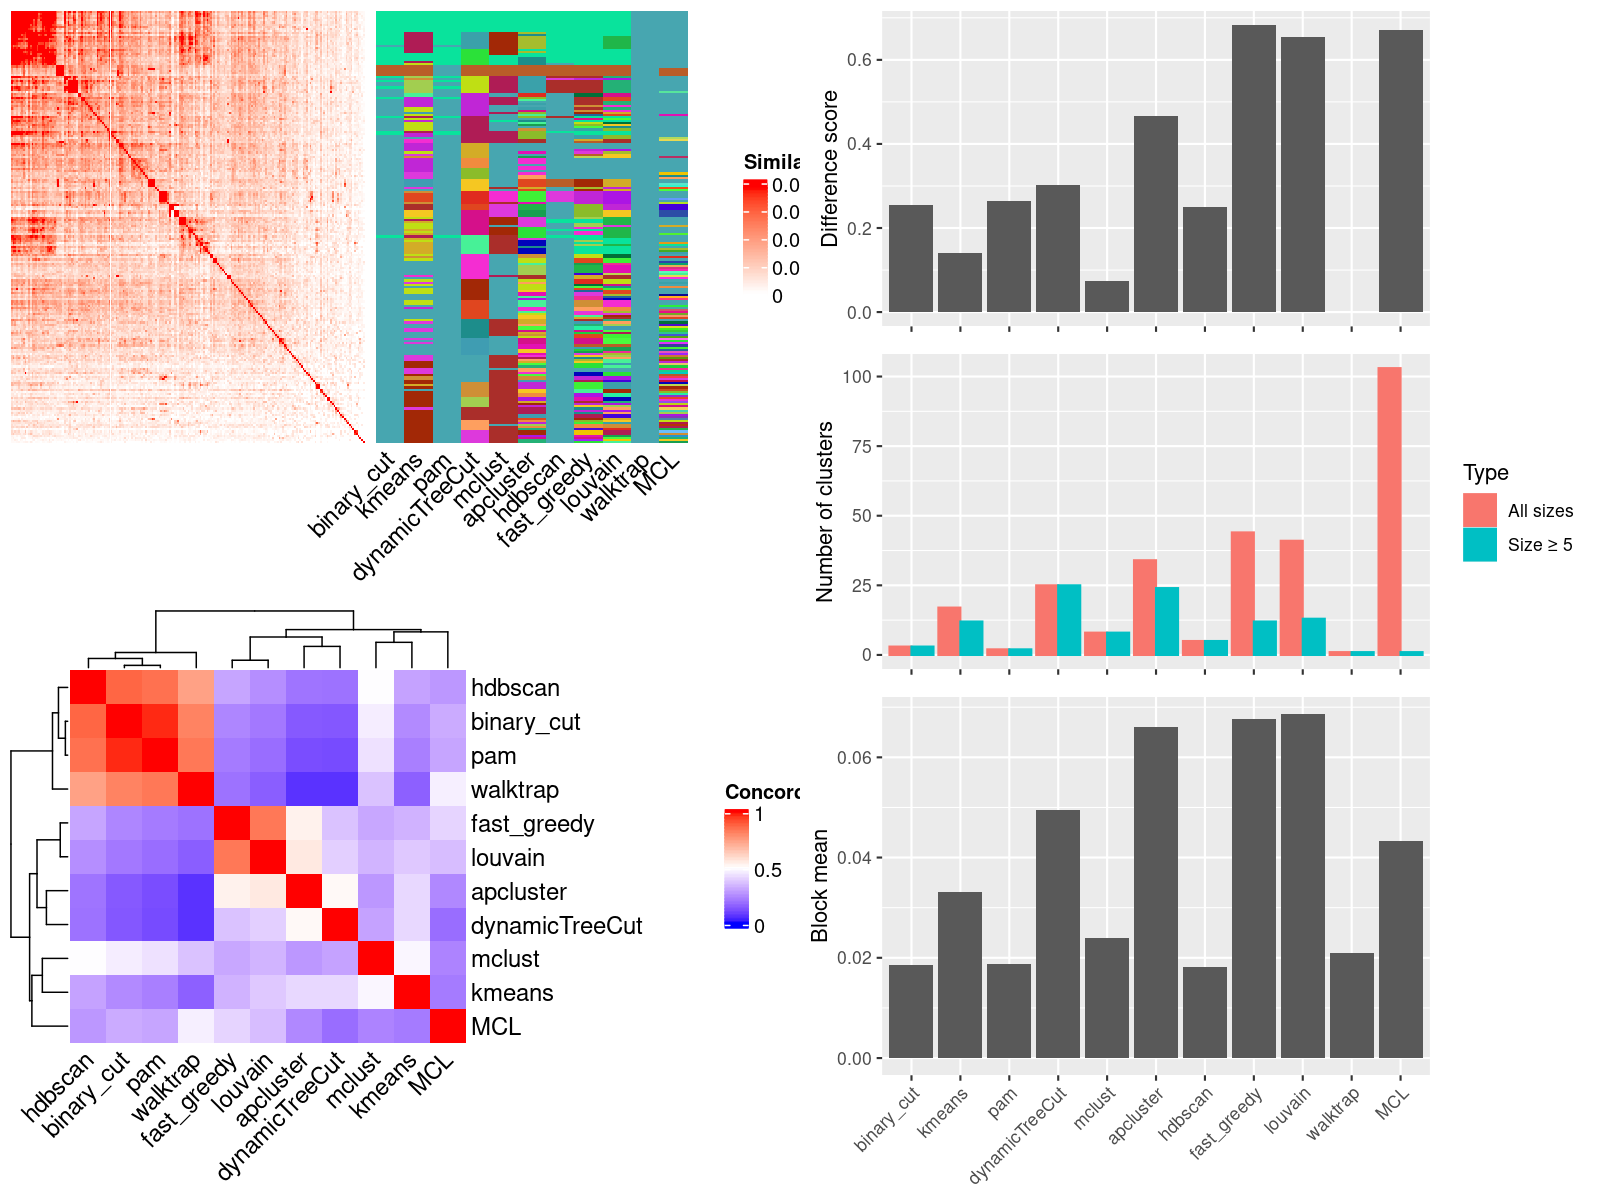 Simila
0.0
0.0
0.0
0.0
0
binary_cut
kmeans
pam
dynamicTreeCut
mclust
apcluster
hdbscan
fast_greedy
louvain
walktrap
MCL
hdbscan
binary_cut
pam
walktrap
fast_greedy
louvain
apcluster
dynamicTreeCut
mclust
kmeans
MCL
hdbscan
binary_cut
pam
walktrap
fast_greedy
louvain
apcluster
dynamicTreeCut
mclust
kmeans
MCL
Concord
1
0.5
0
Difference score
0.6
0.4
0.2
0.0
Number of clusters
100
75
50
25
0
Type
All sizes
Size ≥ 5
Block mean
0.06
0.04
0.02
0.00
binary_cut
kmeans
pam
dynamicTreeCut
mclust
apcluster
hdbscan
fast_greedy
louvain
walktrap
MCL